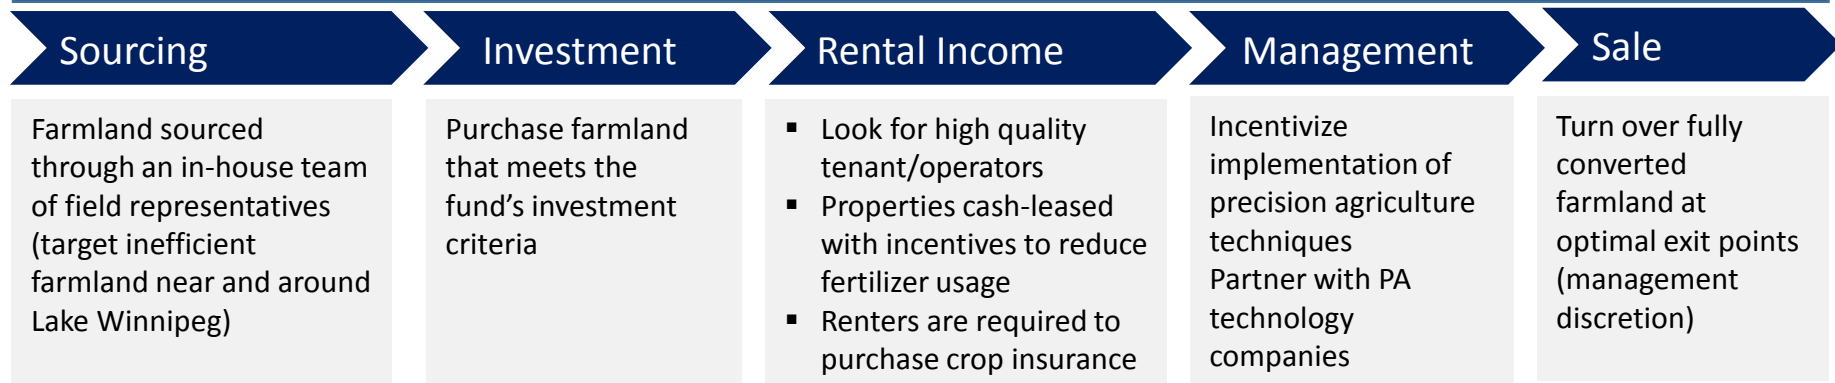 Sourcing
Farmland sourced
through an in-house team
of field representatives
(target inefficient
farmland near and around
Lake Winnipeg)
Investment
Purchase farmland
that meets the
fund’s investment
criteria
Rental Income
▪ Look for high quality
tenant/operators
▪ Properties cash-leased
with incentives to reduce
fertilizer usage
▪ Renters are required to
purchase crop insurance
Management
Incentivize
implementation of
precision agriculture
techniques
Partner with PA
technology
companies
Sale
Turn over fully
converted
farmland at
optimal exit points
(management
discretion)